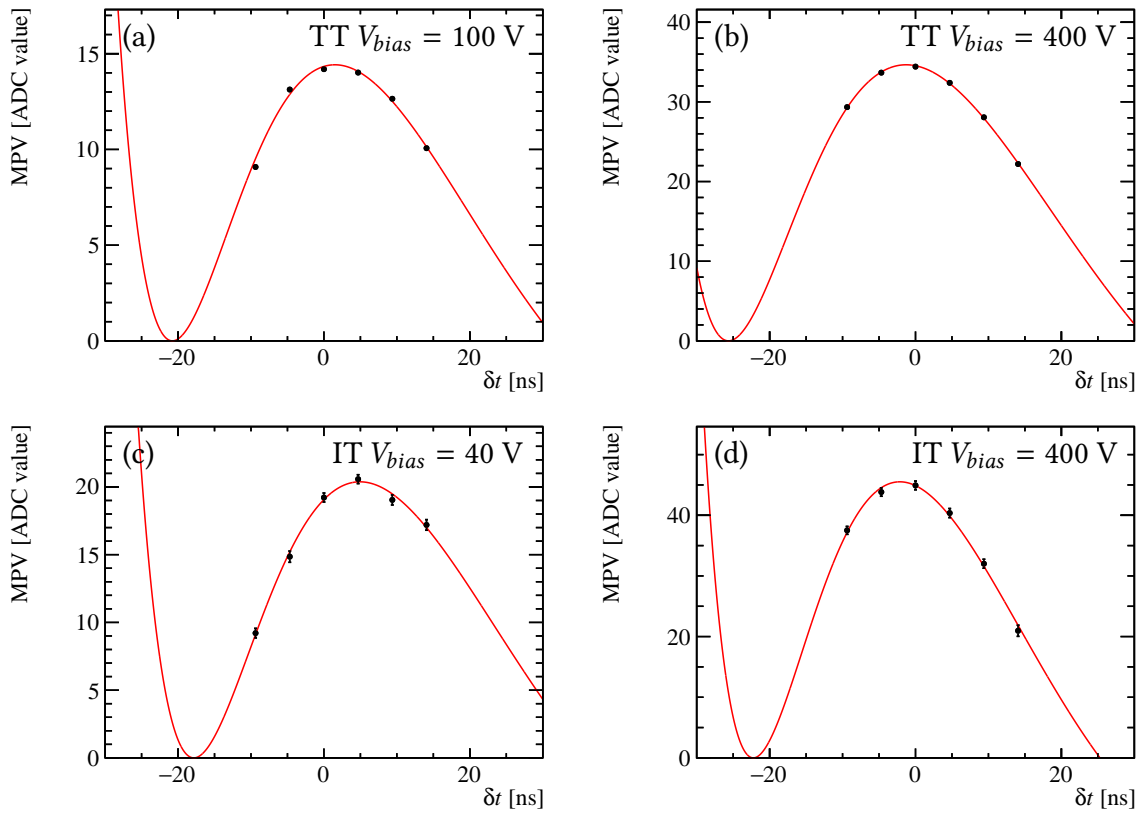 (a) TT V_bias = 100 V
MPV [ADC value]
15
10
5
0
−20 0 20
δt [ns]
(b) TT V_bias = 400 V
MPV [ADC value]
40
30
20
10
0
−20 0 20
δt [ns]
(c) IT V_bias = 40 V
MPV [ADC value]
20
15
10
5
0
−20 0 20
δt [ns]
(d) IT V_bias = 400 V
MPV [ADC value]
40
20
0
−20 0 20
δt [ns]